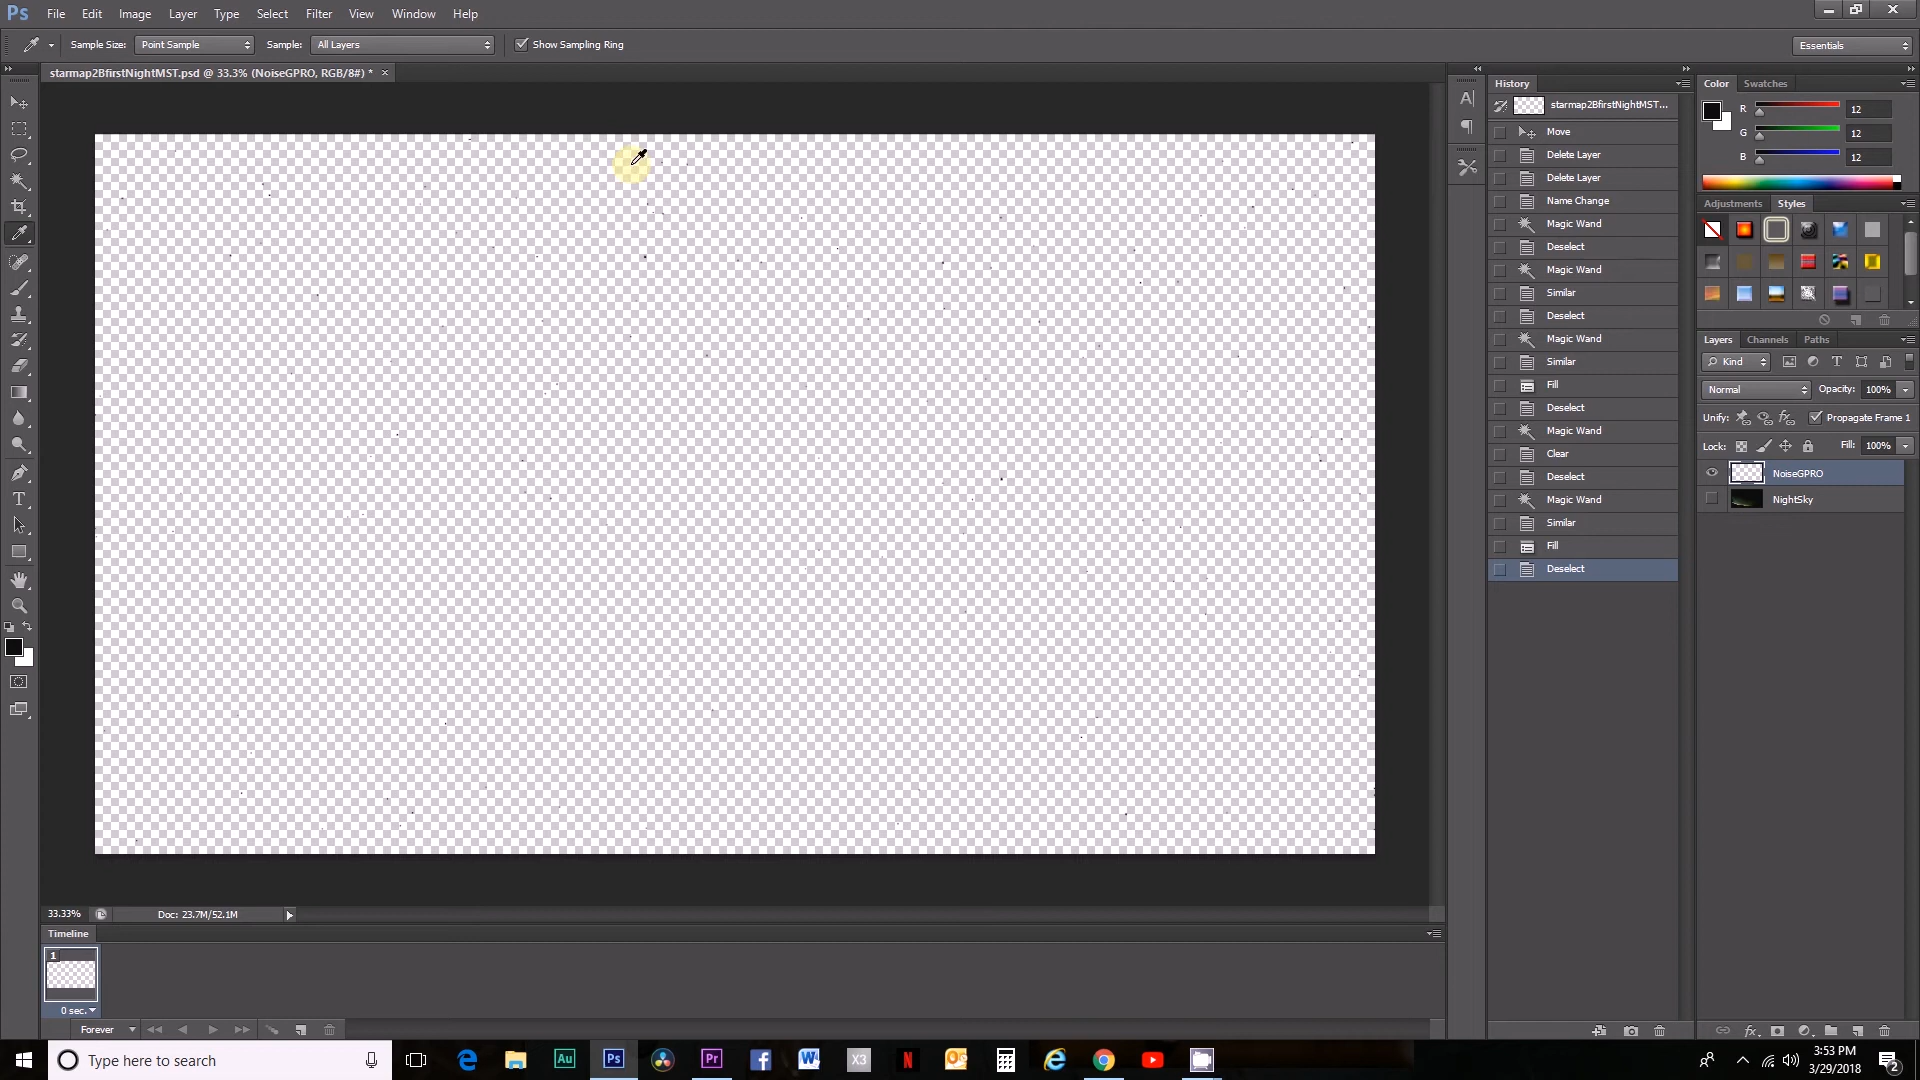 Ps File Edit Image Layer Type Select Filter View Window Help
Sample Size: Point Sample Sample: All Layers Show Sampling Ring Essentials
starmap2BfirstNightMST.psd @ 33.3% (NoiseGPRO, RGB/8#) * ×
History
starmap2BfirstNightMST...
Move
Delete Layer
Delete Layer
Name Change
Magic Wand
Deselect
Magic Wand
Similar
Deselect
Magic Wand
Similar
Fill
Deselect
Magic Wand
Clear
Deselect
Magic Wand
Similar
Fill
Deselect
Color Swatches
R 12
G 12
B 12
Adjustments Styles
Layers Channels Paths
Kind
Normal Opacity: 100%
Unify: Propagate Frame 1
Lock: Fill: 100%
NoiseGPRO
NightSky
33.33% Doc: 23.7M/52.1M
Timeline
1
0 sec.
Forever
Type here to search
Au Ps Pr W X3 N
3:53 PM
3/29/2018
2